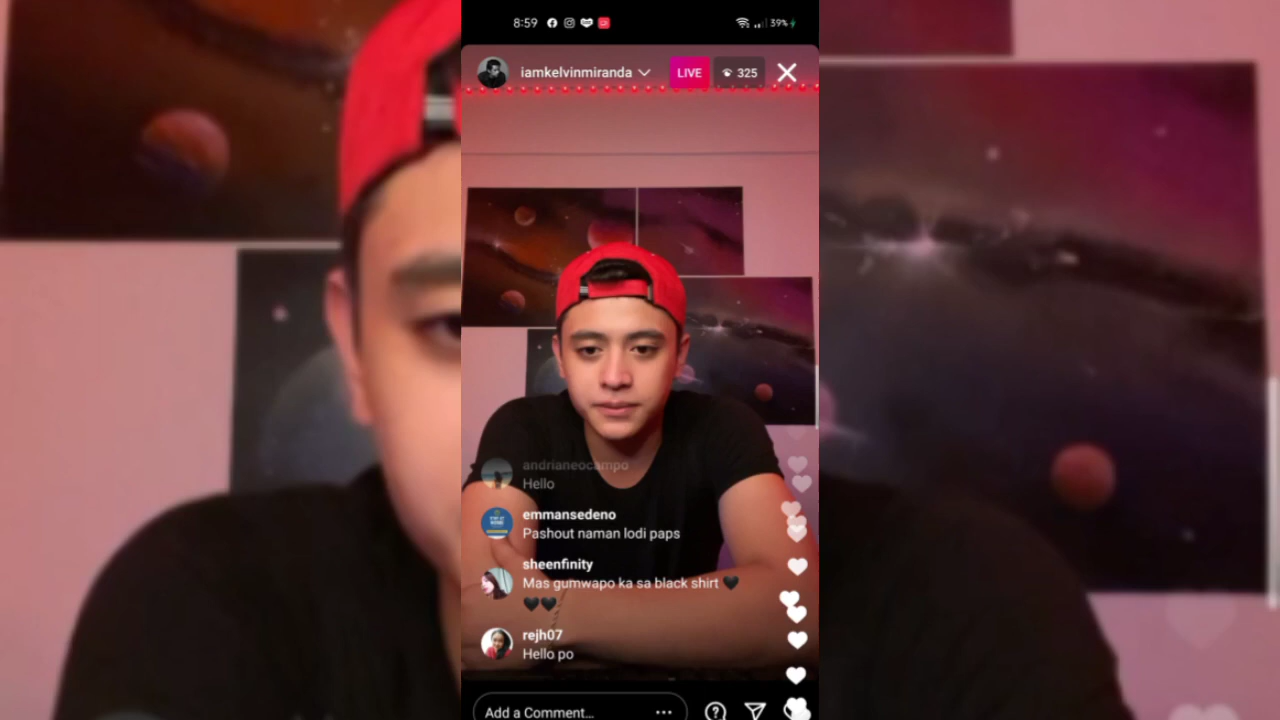 8:59
39%
iamkelvinmiranda
LIVE
325
andrianeocampo
Hello
emmansedeno
Pashout naman lodi paps
sheenfinity
Mas gumwapo ka sa black shirt 🖤
🖤🖤
rejh07
Hello po
Add a Comment...